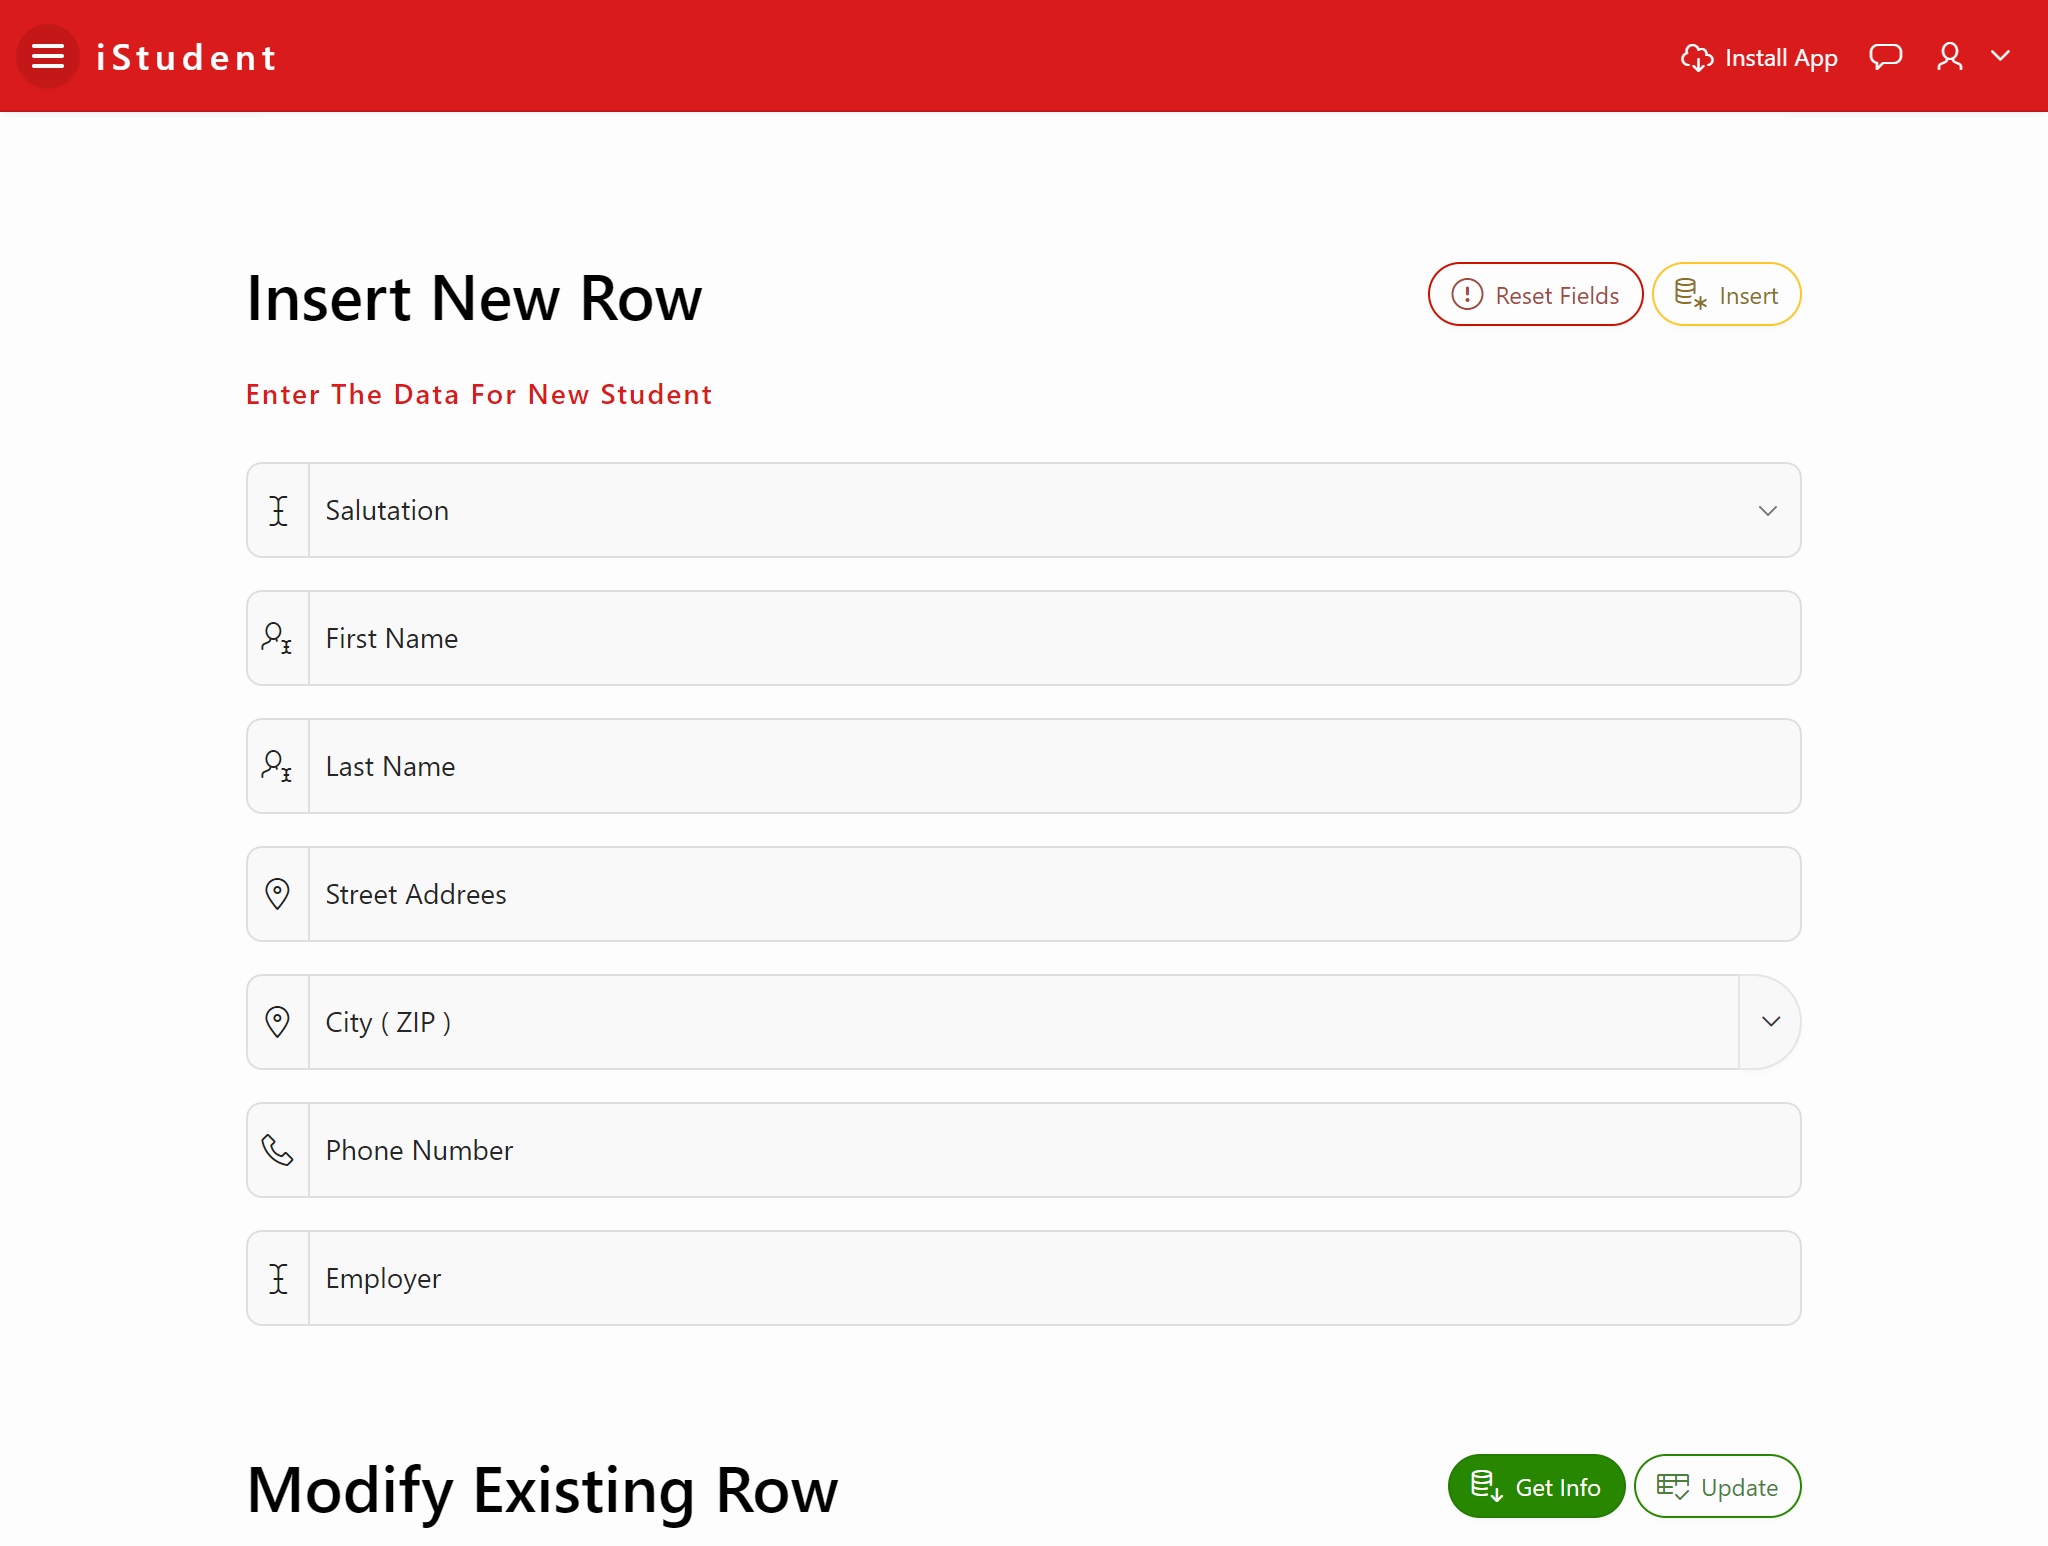 iStudent
Install App
Insert New Row
Reset Fields
Insert
Enter The Data For New Student
Salutation
First Name
Last Name
Street Addrees
City ( ZIP )
Phone Number
Employer
Modify Existing Row
Get Info
Update